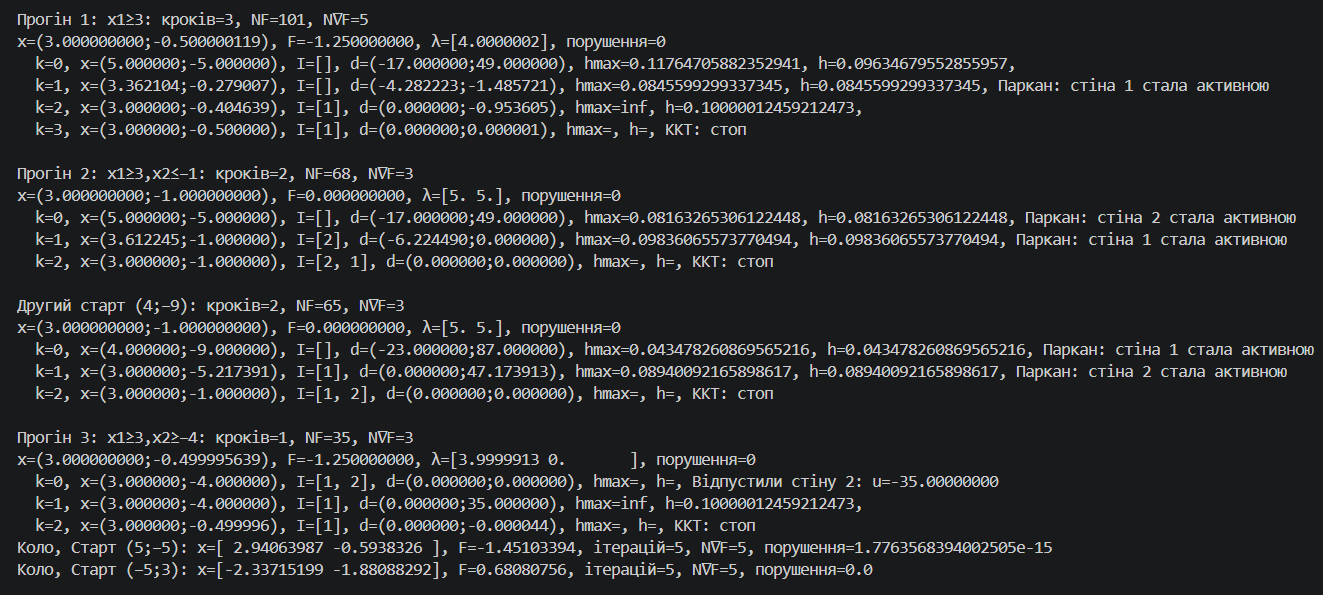 Прогін 1: x1≥3: кроків=3, NF=101, N∇F=5
x=(3.000000000;-0.500000119), F=-1.250000000, λ=[4.0000002], порушення=0
k=0, x=(5.000000;-5.000000), I=[], d=(-17.000000;49.000000), hmax=0.11764705882352941, h=0.09634679552855957,
k=1, x=(3.362104;-0.279007), I=[], d=(-4.282223;-1.485721), hmax=0.0845599299337345, h=0.0845599299337345, Паркан: стіна 1 стала активною
k=2, x=(3.000000;-0.404639), I=[1], d=(0.000000;-0.953605), hmax=inf, h=0.10000012459212473,
k=3, x=(3.000000;-0.500000), I=[1], d=(0.000000;0.000001), hmax=, h=, ККТ: стоп
Прогін 2: x1≥3,x2≤−1: кроків=2, NF=68, N∇F=3
x=(3.000000000;-1.000000000), F=0.000000000, λ=[5. 5.], порушення=0
k=0, x=(5.000000;-5.000000), I=[], d=(-17.000000;49.000000), hmax=0.08163265306122448, h=0.08163265306122448, Паркан: стіна 2 стала активною
k=1, x=(3.612245;-1.000000), I=[2], d=(-6.224490;0.000000), hmax=0.09836065573770494, h=0.09836065573770494, Паркан: стіна 1 стала активною
k=2, x=(3.000000;-1.000000), I=[2, 1], d=(0.000000;0.000000), hmax=, h=, ККТ: стоп
Другий старт (4;−9): кроків=2, NF=65, N∇F=3
x=(3.000000000;-1.000000000), F=0.000000000, λ=[5. 5.], порушення=0
k=0, x=(4.000000;-9.000000), I=[], d=(-23.000000;87.000000), hmax=0.043478260869565216, h=0.043478260869565216, Паркан: стіна 1 стала активною
k=1, x=(3.000000;-5.217391), I=[1], d=(0.000000;47.173913), hmax=0.08940092165898617, h=0.08940092165898617, Паркан: стіна 2 стала активною
k=2, x=(3.000000;-1.000000), I=[1, 2], d=(0.000000;0.000000), hmax=, h=, ККТ: стоп
Прогін 3: x1≥3,x2≥−4: кроків=1, NF=35, N∇F=3
x=(3.000000000;-0.499995639), F=-1.250000000, λ=[3.9999913 0.       ], порушення=0
k=0, x=(3.000000;-4.000000), I=[1, 2], d=(0.000000;0.000000), hmax=, h=, Відпустили стіну 2: u=-35.00000000
k=1, x=(3.000000;-4.000000), I=[1], d=(0.000000;35.000000), hmax=inf, h=0.10000012459212473,
k=2, x=(3.000000;-0.499996), I=[1], d=(0.000000;-0.000044), hmax=, h=, ККТ: стоп
Коло, Старт (5;−5): x=[ 2.94063987 -0.5938326 ], F=-1.45103394, ітерацій=5, N∇F=5, порушення=1.7763568394002505e-15
Коло, Старт (−5;3): x=[-2.33715199 -1.88088292], F=0.68080756, ітерацій=5, N∇F=5, порушення=0.0